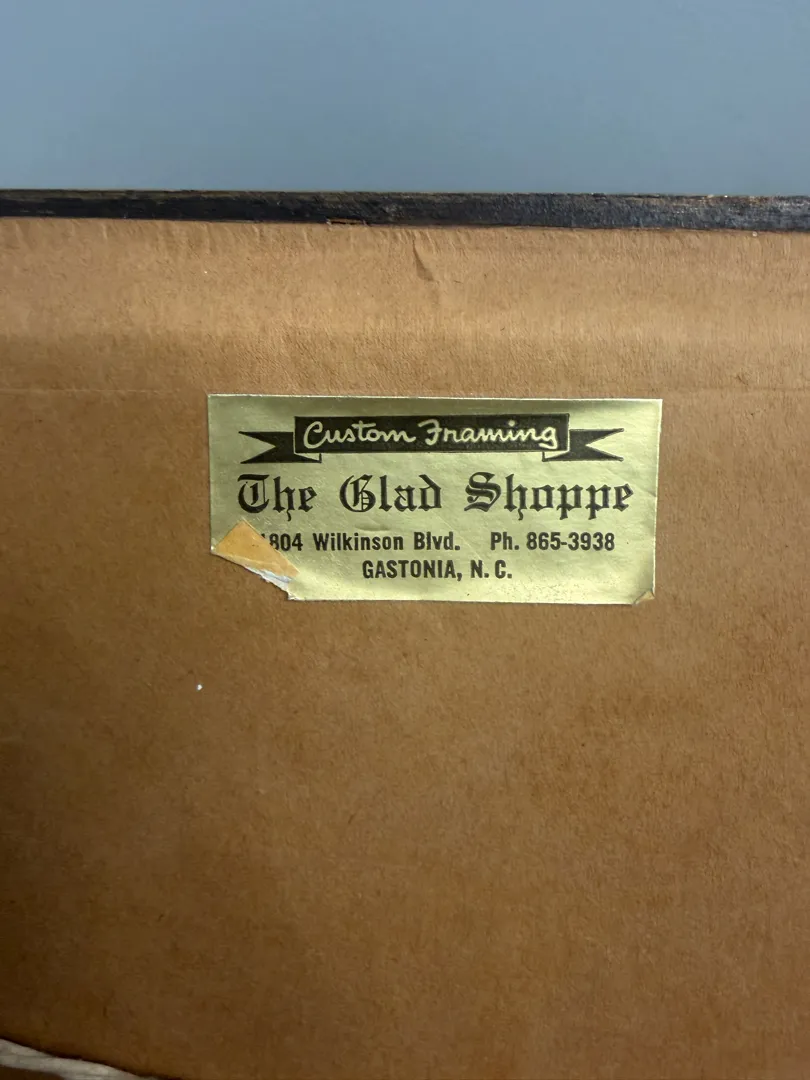 Custom Framing
The Glad Shoppe
804 Wilkinson Blvd. Ph. 865-3938
GASTONIA, N. C.